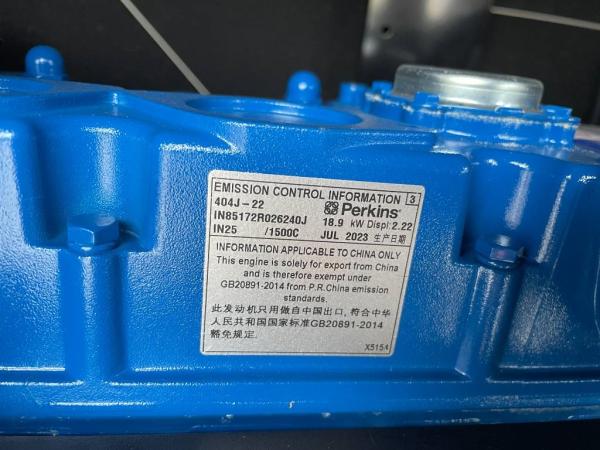 EMISSION CONTROL INFORMATION 3
404J-22 Perkins
IN85172R026240J 18.9 kW Displ:2.22
IN25 /1500C JUL 2023 生产日期
INFORMATION APPLICABLE TO CHINA ONLY
This engine is solely for export from China
and is therefore exempt under
GB20891-2014 from P.R.China emission
standards.
此发动机只用做自中国出口, 符合中华
人民共和国国家标准GB20891-2014
豁免规定.
X5154